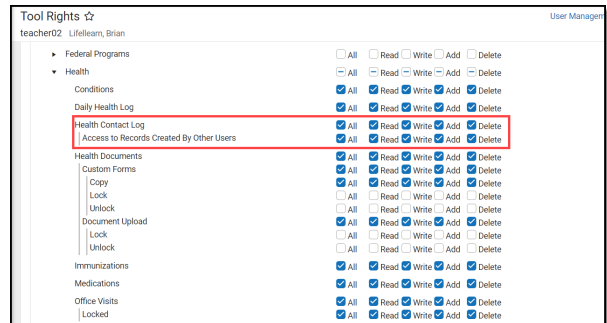 Tool Rights ☆ User Managem
teacher02 Lifellearn, Brian
Federal Programs All Read Write Add Delete
Health All Read Write Add Delete
Conditions All Read Write Add Delete
Daily Health Log All Read Write Add Delete
Health Contact Log All Read Write Add Delete
Access to Records Created By Other Users All Read Write Add Delete
Health Documents All Read Write Add Delete
Custom Forms All Read Write Add Delete
Copy All Read Write Add Delete
Lock All Read Write Add Delete
Unlock All Read Write Add Delete
Document Upload All Read Write Add Delete
Lock All Read Write Add Delete
Unlock All Read Write Add Delete
Immunizations All Read Write Add Delete
Medications All Read Write Add Delete
Office Visits All Read Write Add Delete
Locked All Read Write Add Delete